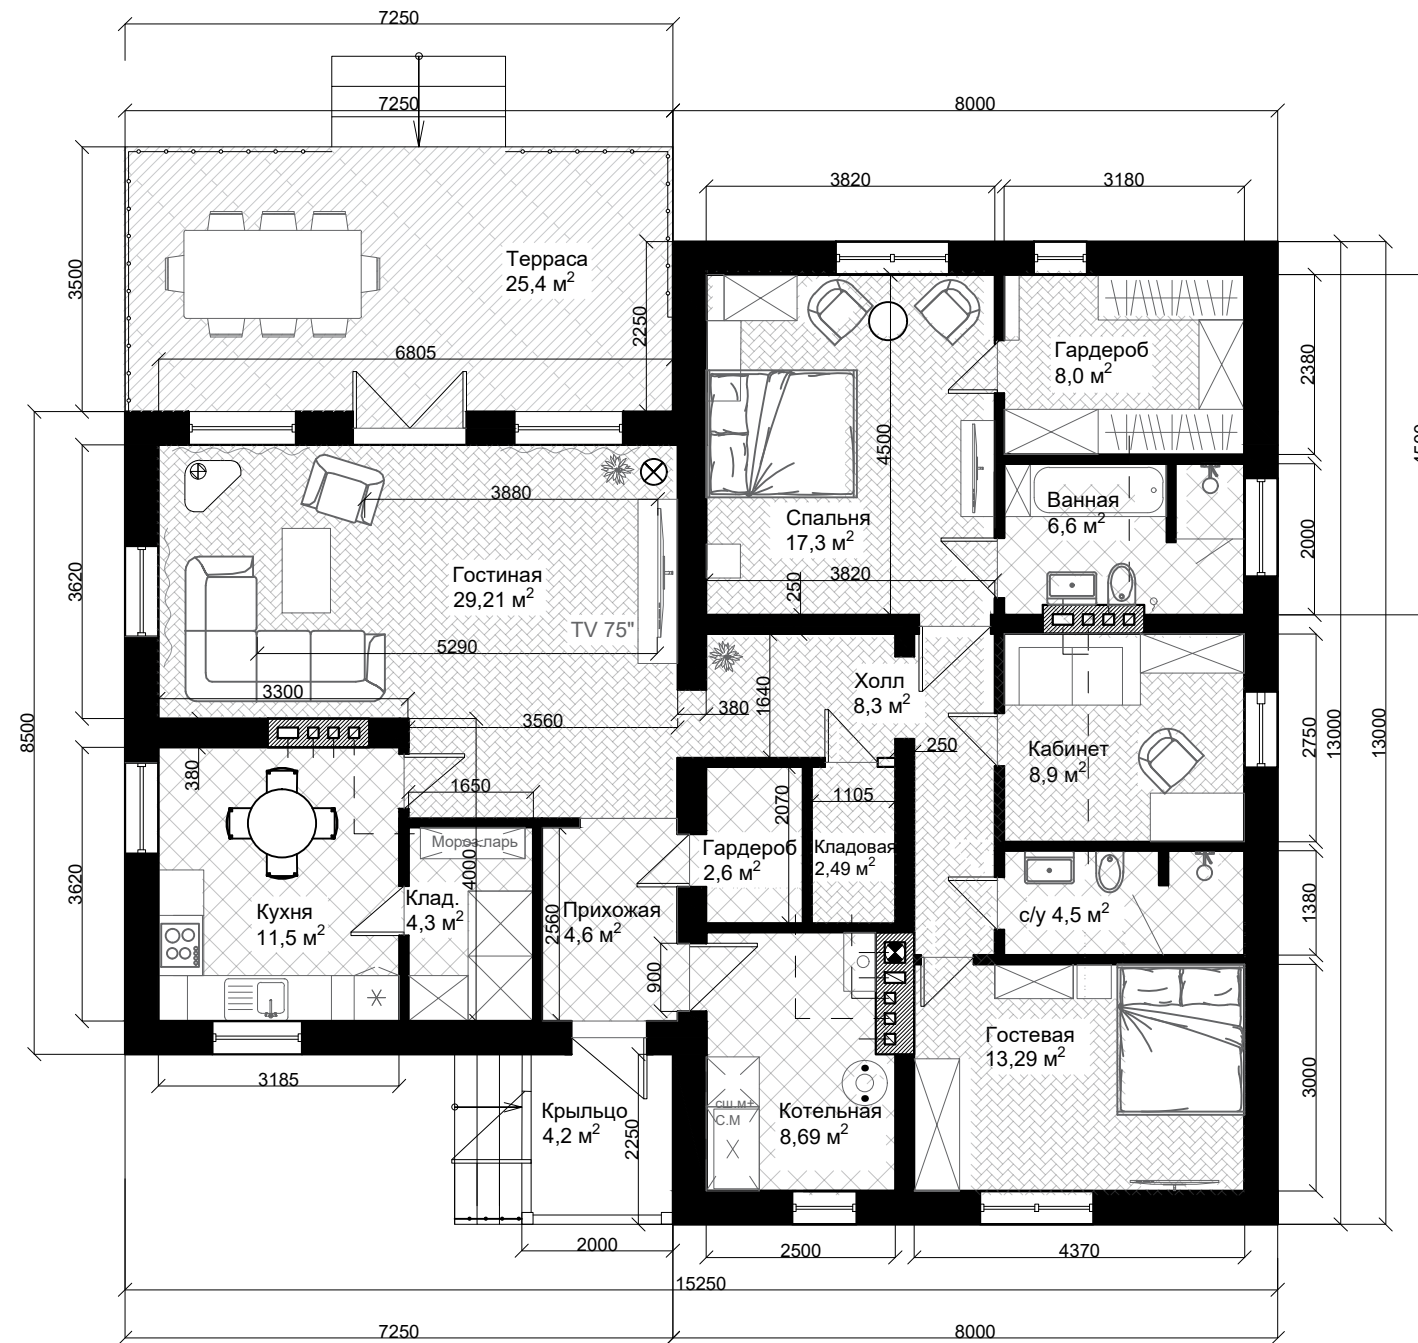 7250
7250
8000
3820
3180
3500
Терраса
25,4 м²
2250
6805
Гардероб
8,0 м²
2380
4500
4500
3880
Ванная
6,6 м²
2000
Спальня
17,3 м²
3820
250
3620
Гостиная
29,21 м²
TV 75"
5290
3300
3560
380
1640
Холл
8,3 м²
250
Кабинет
8,9 м²
2750
13000
13000
8500
380
1650
2070
1105
Мороз.ларь
4000
Гардероб
2,6 м²
Кладовая
2,49 м²
3620
Кухня
11,5 м²
Клад.
4,3 м²
2560
Прихожая
4,6 м²
с/у 4,5 м²
1380
900
Гостевая
13,29 м²
3000
3185
Крыльцо
4,2 м²
2250
сш.м+
С.М
Котельная
8,69 м²
2000
2500
4370
15250
7250
8000